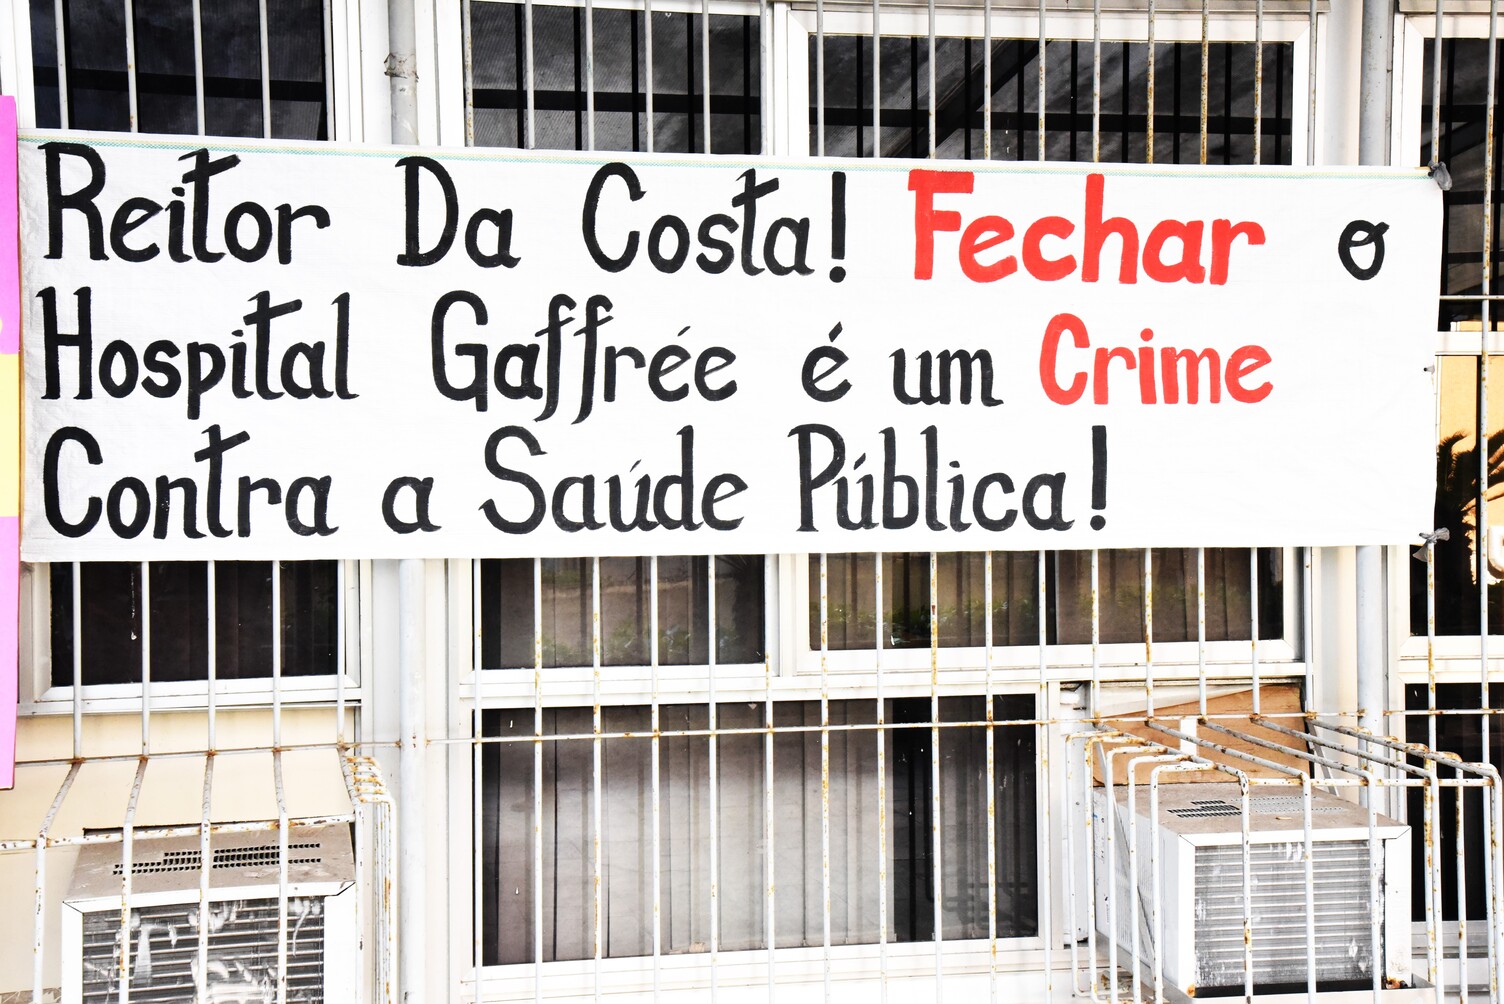 Reitor Da Costa! Fechar o
Hospital Gaffrée é um Crime
Contra a Saúde Pública!